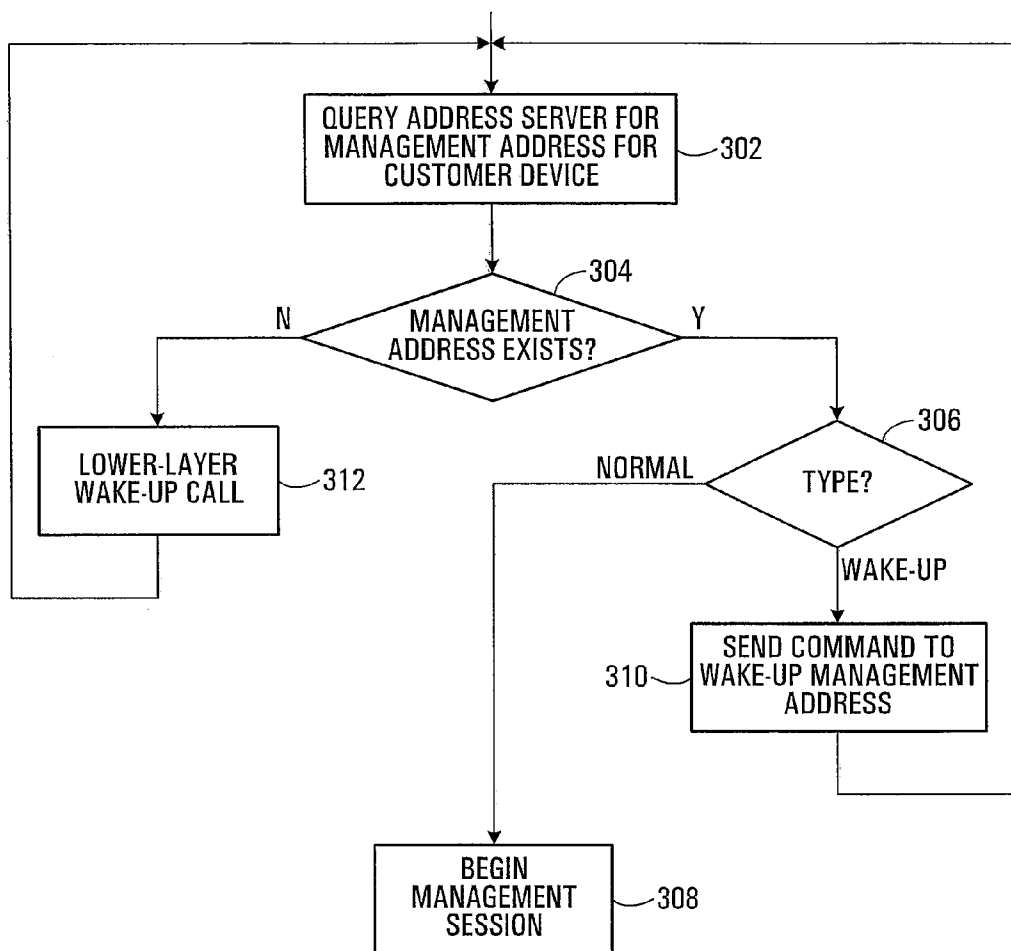 QUERY ADDRESS SERVER FOR
MANAGEMENT ADDRESS FOR
CUSTOMER DEVICE
302
304
N
MANAGEMENT
ADDRESS EXISTS?
Y
306
LOWER-LAYER
WAKE-UP CALL
312
NORMAL
TYPE?
WAKE-UP
310
SEND COMMAND TO
WAKE-UP MANAGEMENT
ADDRESS
BEGIN
MANAGEMENT
SESSION
308